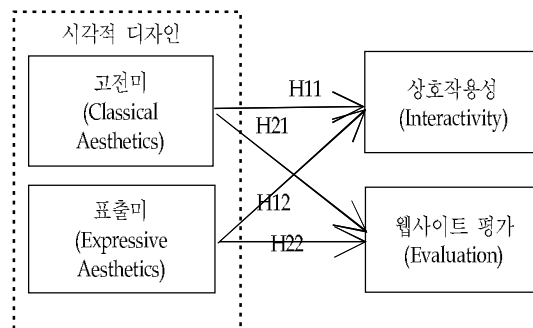 시각적 디자인
고전미
(Classical
Aesthetics)
H11
상호작용성
(Interactivity)
H21
표출미
(Expressive
Aesthetics)
H12
H22
웹사이트 평가
(Evaluation)